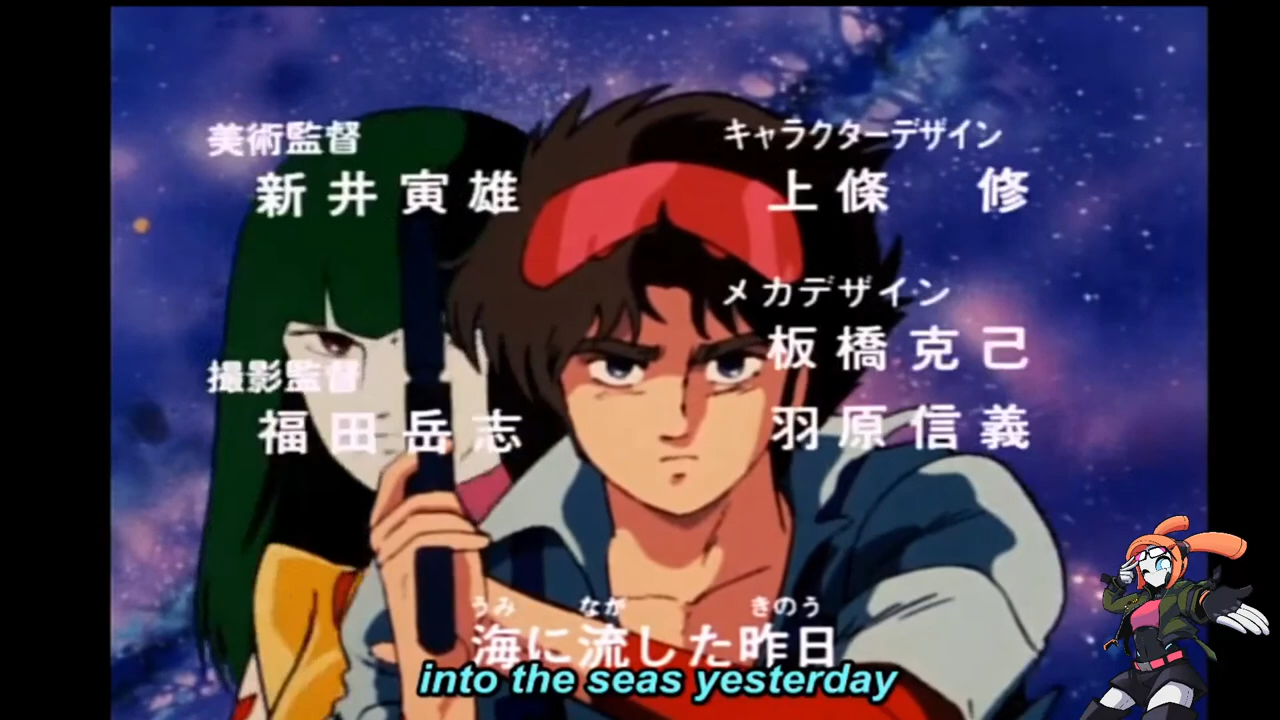 美術監督
新井寅雄
撮影監督
福田岳志
キャラクターデザイン
上條 修
メカデザイン
板橋克己
羽原信義
うみ なが きのう
海に流した昨日
into the seas yesterday